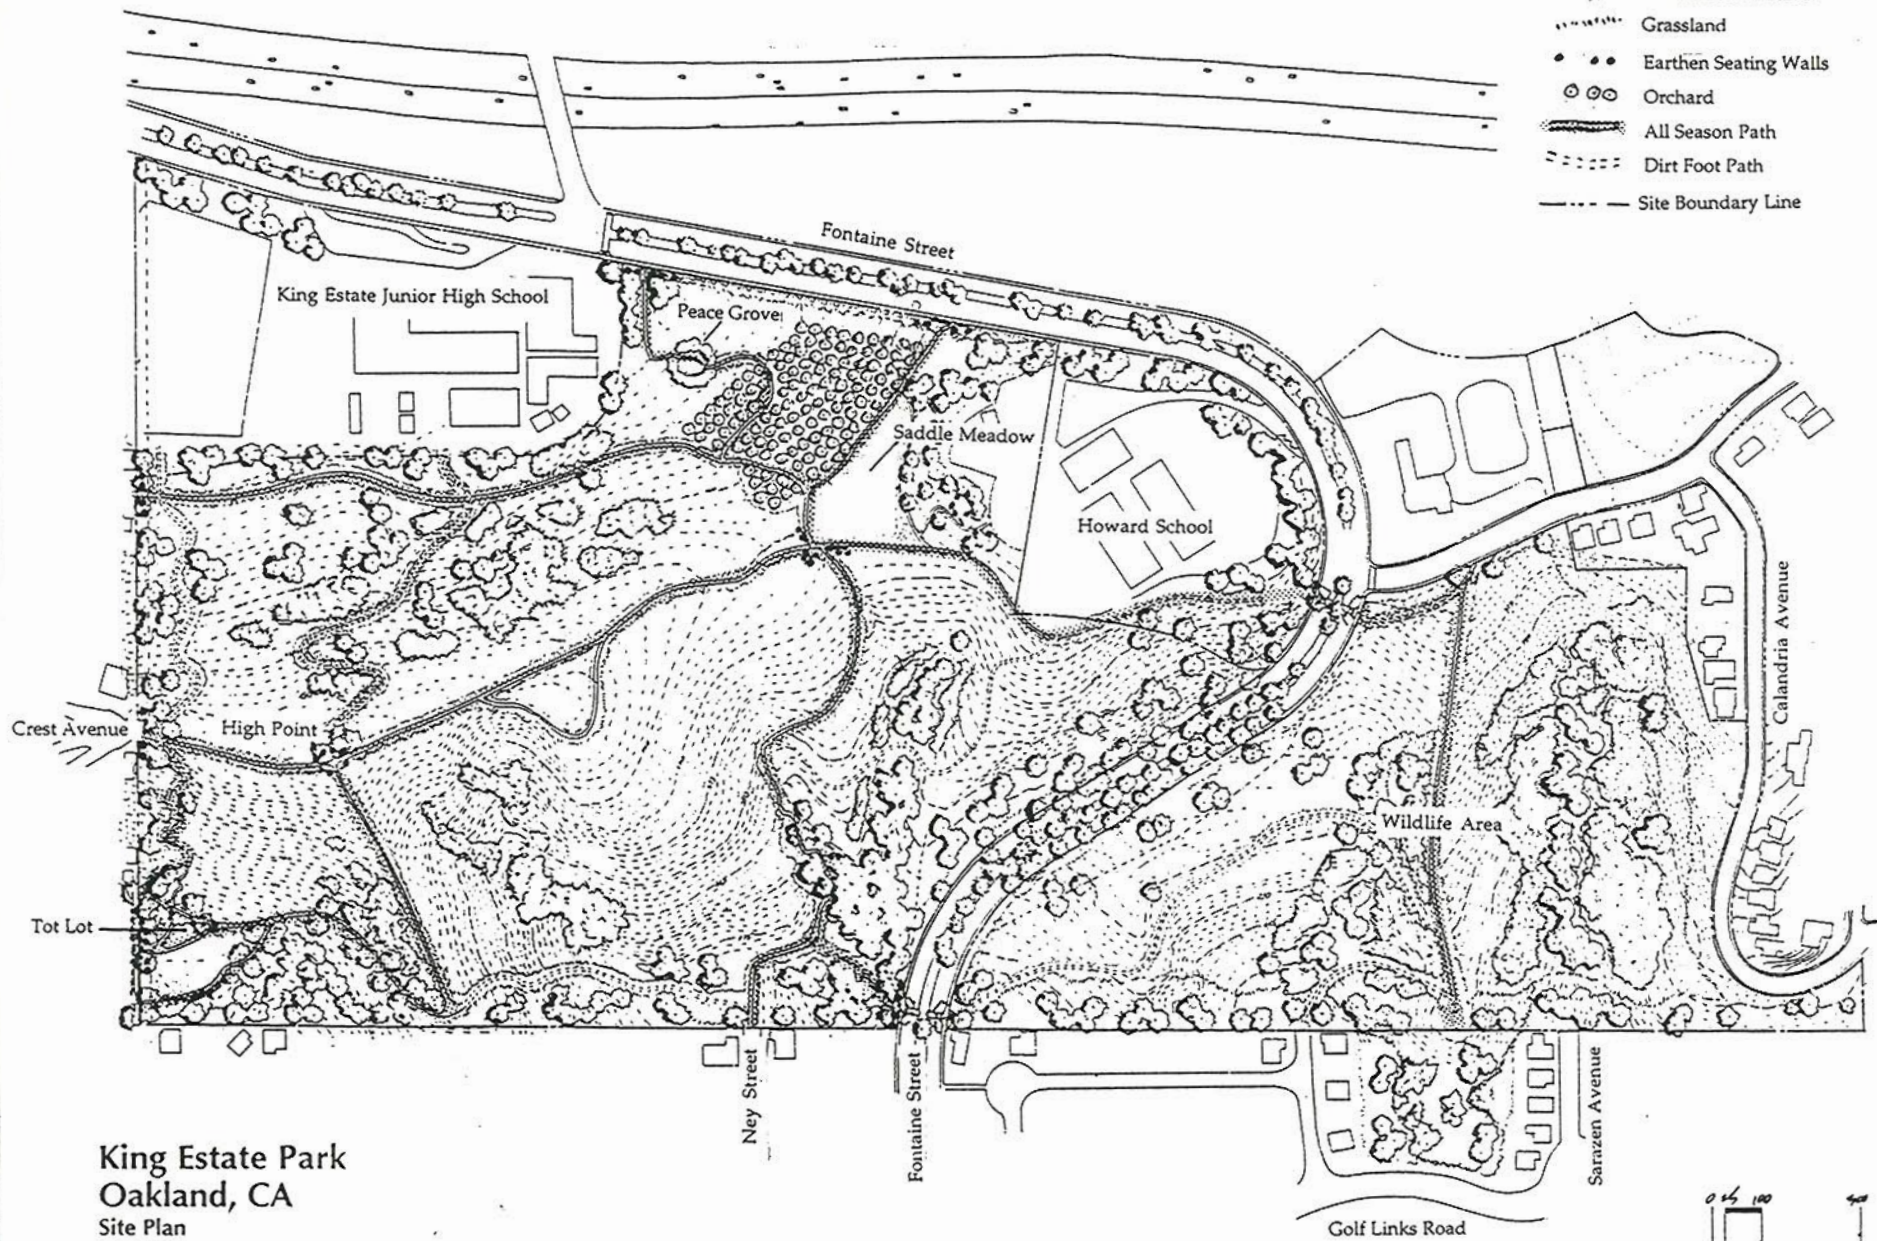 Grassland
Earthen Seating Walls
Orchard
All Season Path
Dirt Foot Path
Site Boundary Line
Fontaine Street
King Estate Junior High School
Peace Grove
Saddle Meadow
Howard School
Calandria Avenue
Crest Avenue
High Point
Wildlife Area
Tot Lot
Ney Street
Fontaine Street
Sarazen Avenue
King Estate Park
Oakland, CA
Site Plan
Golf Links Road
0
100